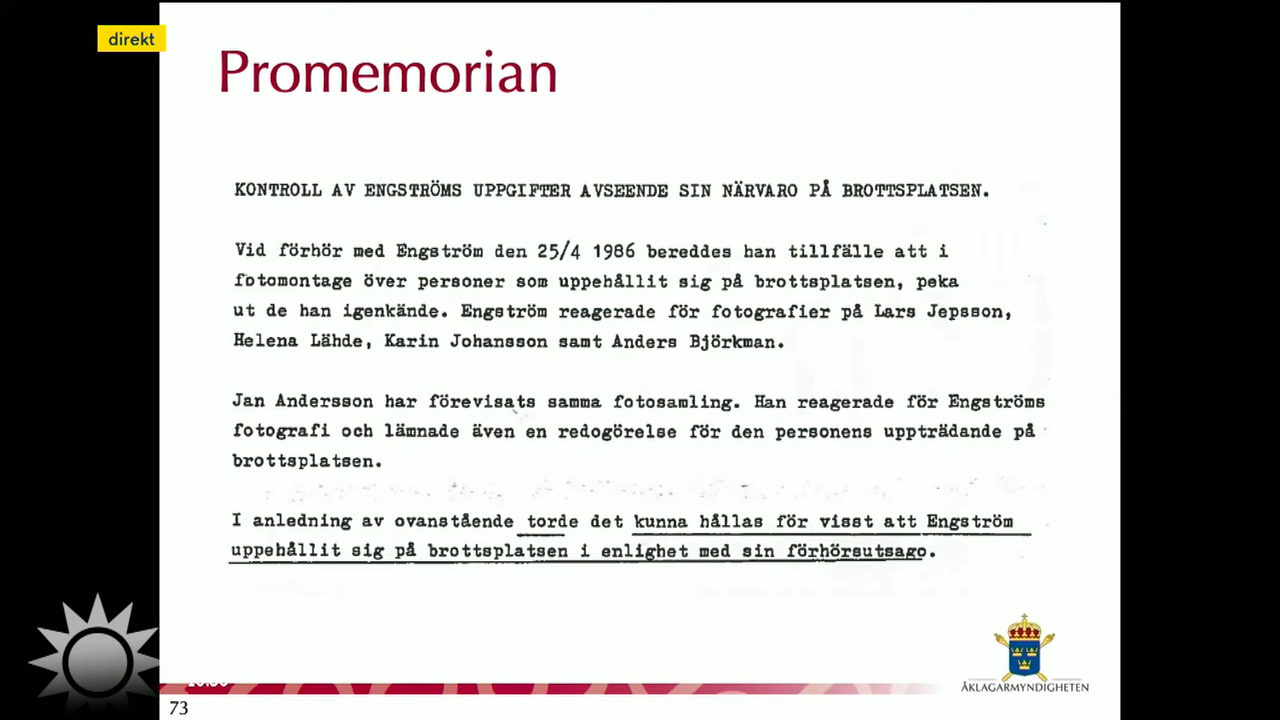 direkt
Promemorian
KONTROLL AV ENGSTRÖMS UPPGIFTER AVSEENDE SIN NÄRVARO PÅ BROTTSPLATSEN.
Vid förhör med Engström den 25/4 1986 bereddes han tillfälle att i
fotomontage över personer som uppehållit sig på brottsplatsen, peka
ut de han igenkände. Engström reagerade för fotografier på Lars Jepsson,
Helena Lähde, Karin Johansson samt Anders Björkman.
Jan Andersson har förevisats samma fotosamling. Han reagerade för Engströms
fotografi och lämnade även en redogörelse för den personens uppträdande på
brottsplatsen.
I anledning av ovanstående torde det kunna hållas för visst att Engström
uppehållit sig på brottsplatsen i enlighet med sin förhörsutsago.
ÅKLAGARMYNDIGHETEN
73